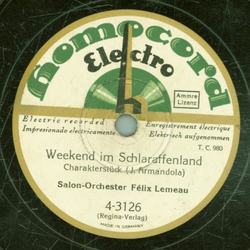 Homocord
Electro
Ammre
Lizenz
Electric recorded
Impresionado electricamente
Enregistrement électrique
Elektrisch aufgenommen
T. C. 980
Weekend im Schlaraffenland
Charakterstück (J. Armandola)
Salon-Orchester Félix Lemeau
4-3126
(Regina-Verlag)
MADE IN GERMANY